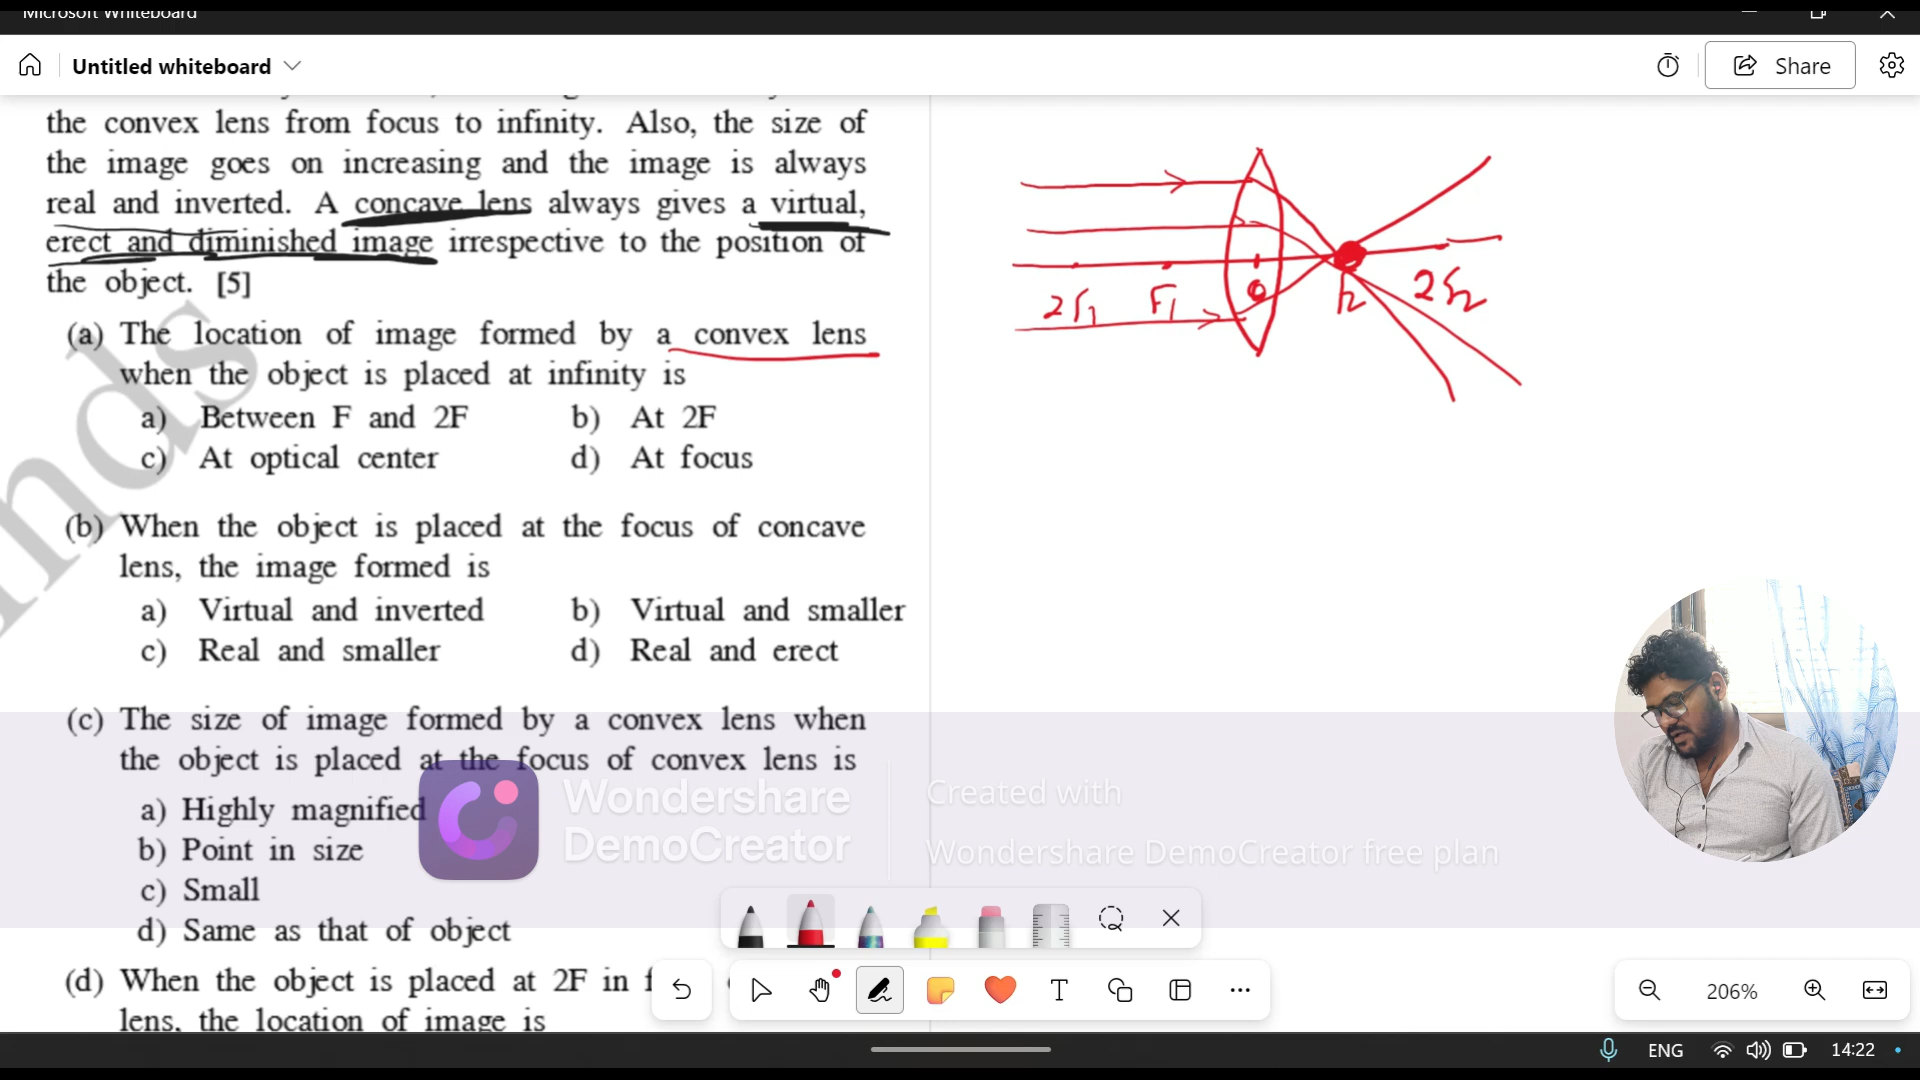 Microsoft Whiteboard
Untitled whiteboard
Share
the convex lens from focus to infinity. Also, the size of
the image goes on increasing and the image is always
real and inverted. A concave lens always gives a virtual,
erect and diminished image irrespective to the position of
the object. [5]
(a) The location of image formed by a convex lens
when the object is placed at infinity is
a) Between F and 2F b) At 2F
c) At optical center d) At focus
(b) When the object is placed at the focus of concave
lens, the image formed is
a) Virtual and inverted b) Virtual and smaller
c) Real and smaller d) Real and erect
(c) The size of image formed by a convex lens when
the object is placed at the focus of convex lens is
a) Highly magnified
b) Point in size
c) Small
d) Same as that of object
(d) When the object is placed at 2F in
lens, the location of image is
2F1 F1 O F2 2F2
Wondershare
DemoCreator
Created with
Wondershare DemoCreator free plan
T
206%
ENG
14:22